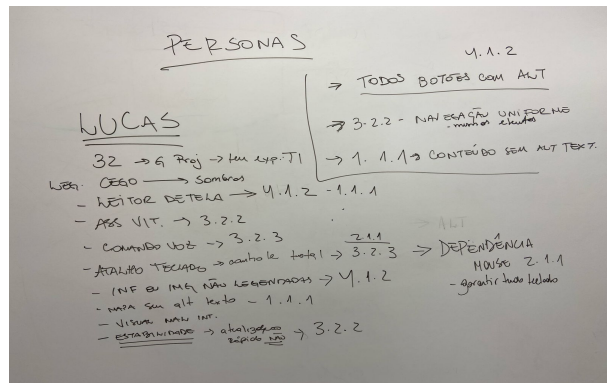 PERSONAS
4.1.2
→ TODOS BOTÕES COM ALT
→ 3.2.2 - NAVEGAÇÃO UNIFORME
→ 1.1.1 → CONTEÚDO SEM ALT TEXT.
LUCAS
32 → G Proj → tem exp. TI
CEGO → Sombras
- LEITOR DE TELA → 4.1.2 - 1.1.1
- ASS VIT. → 3.2.2
- COMANDO VOZ → 3.2.3
- ATALHO TECLADO → controle total → 2.1.1 3.2.3 → DEPENDÊNCIA
MOUSE 2.1.1
- garantir tudo teclado
- INF EM IMG NÃO LEGENDADAS → 4.1.2
- MAPA sem alt texto - 1.1.1
- VISUAL NAU INT.
- ESTABILIDADE → atualizações
rápidas NÃO → 3.2.2
→ ALT